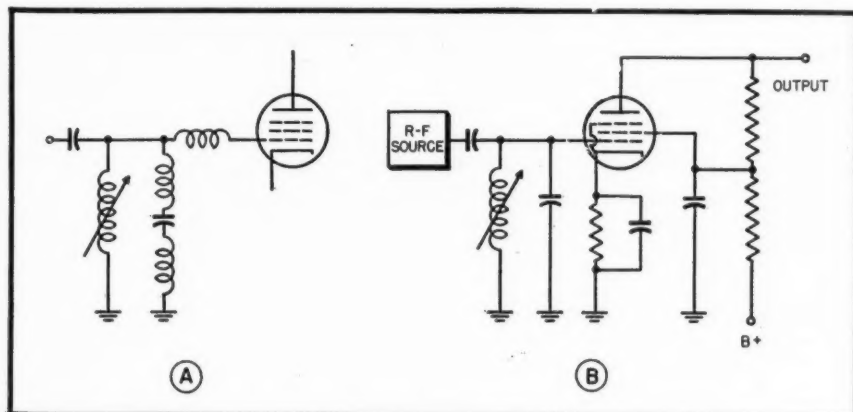 R-F
SOURCE
OUTPUT
B+
A
B